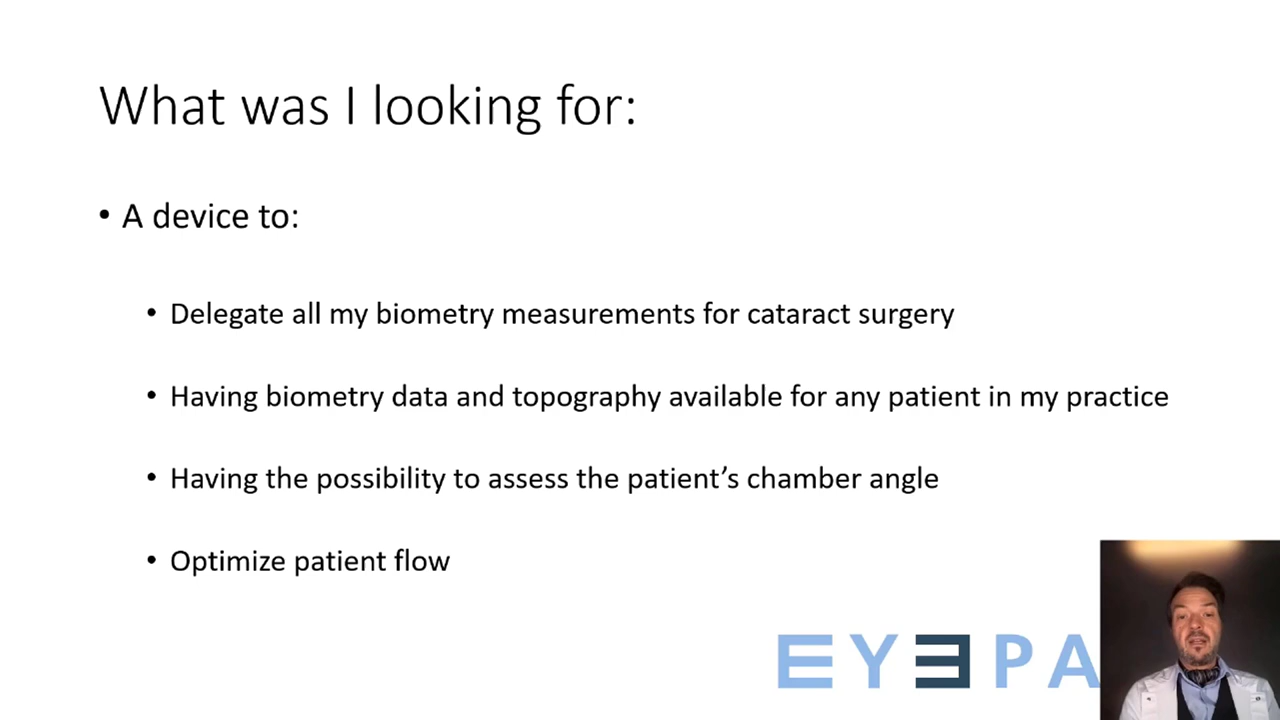 What was I looking for:
• A device to:
• Delegate all my biometry measurements for cataract surgery
• Having biometry data and topography available for any patient in my practice
• Having the possibility to assess the patient’s chamber angle
• Optimize patient flow
EYEPA